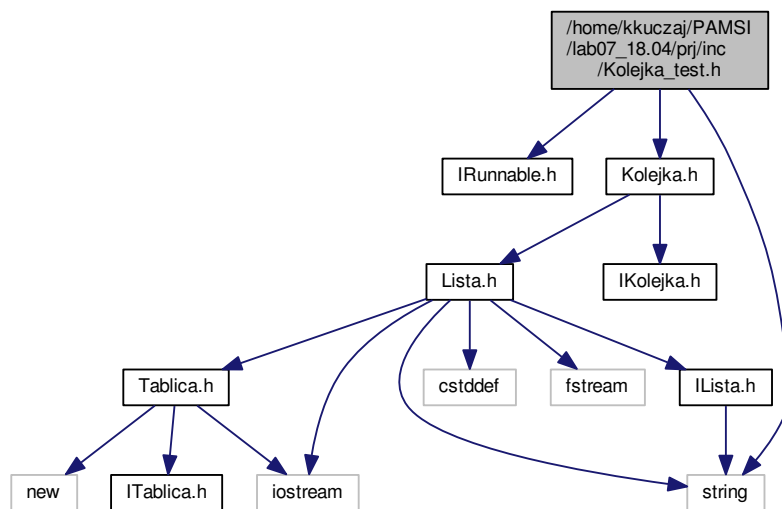 /home/kkuczaj/PAMSI
/lab07_18.04/prj/inc
/Kolejka_test.h
IRunnable.h
Kolejka.h
Lista.h
IKolejka.h
Tablica.h
cstddef
fstream
ILista.h
new
ITablica.h
iostream
string